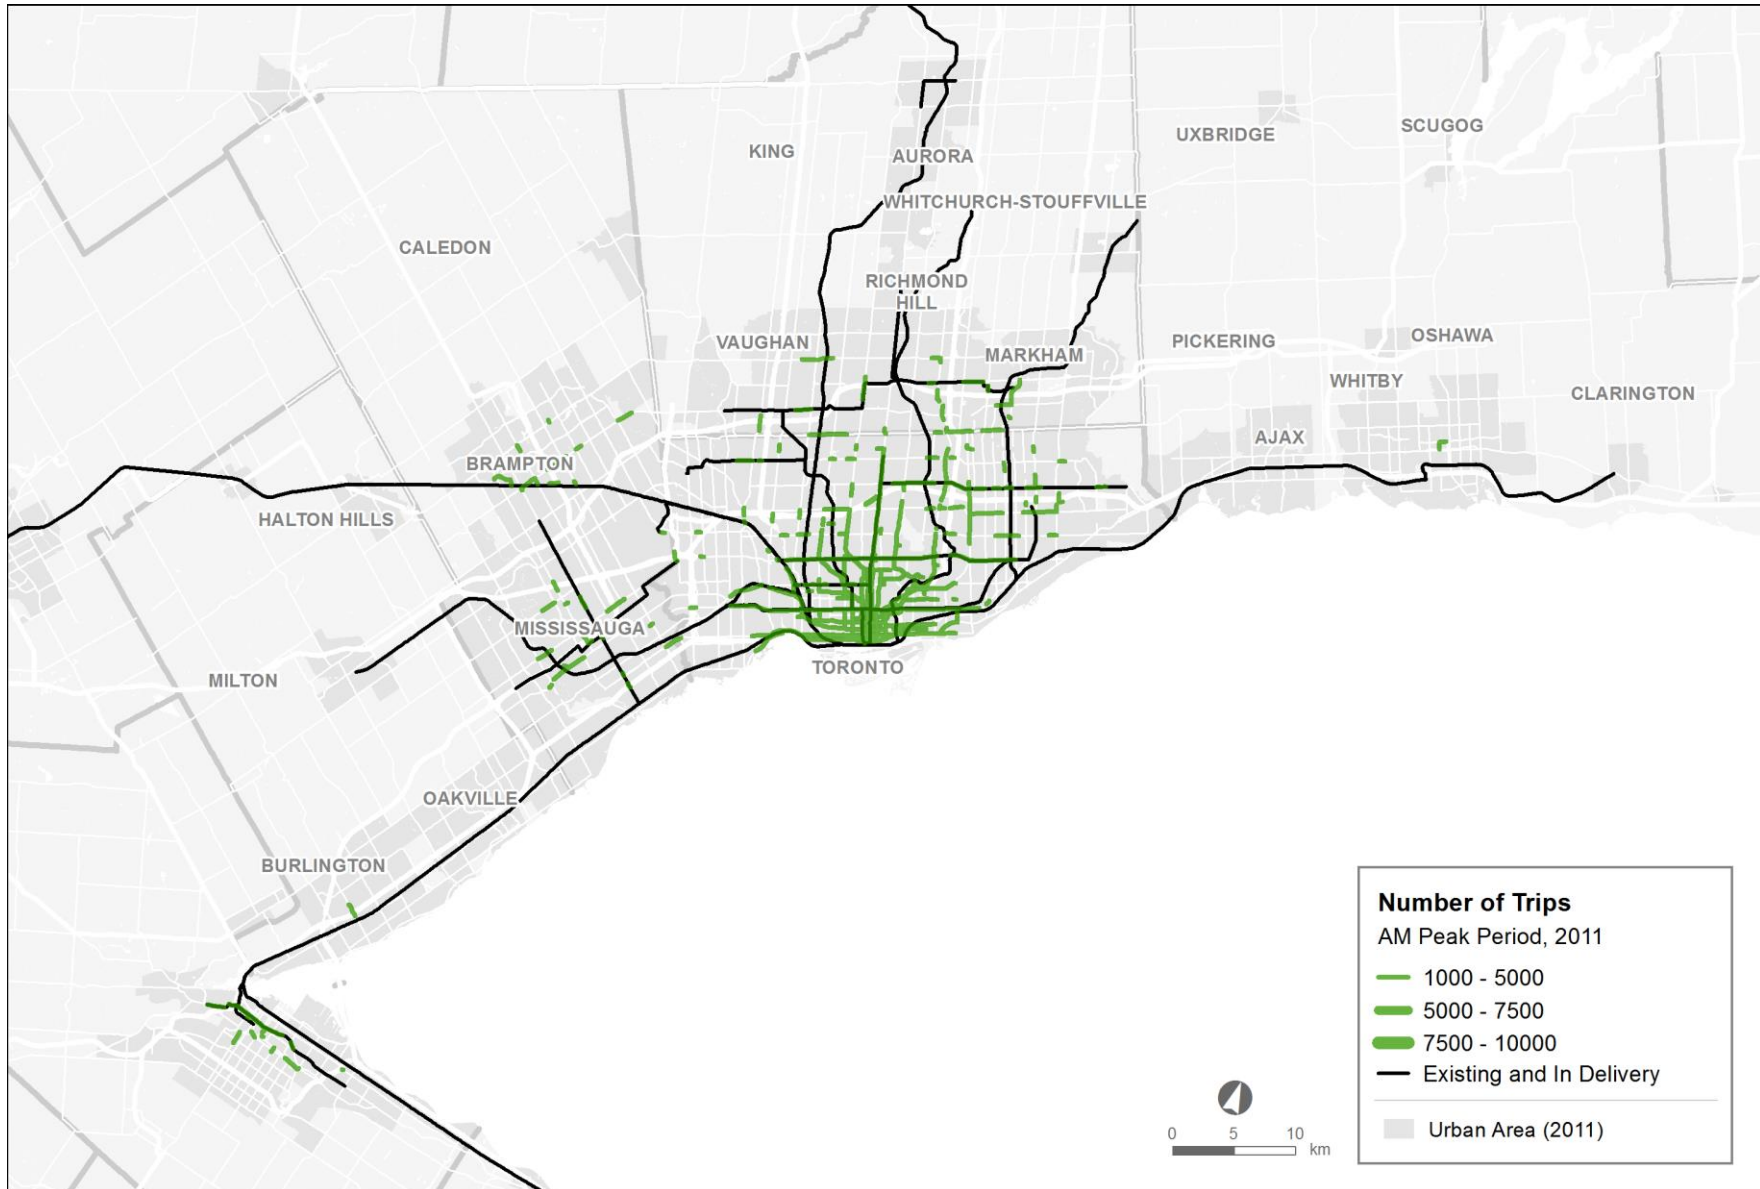 UXBRIDGE
SCUGOG
KING
AURORA
WHITCHURCH-STOUFFVILLE
CALEDON
RICHMOND
HILL
VAUGHAN
MARKHAM
PICKERING
OSHAWA
WHITBY
CLARINGTON
AJAX
BRAMPTON
HALTON HILLS
MISSISSAUGA
TORONTO
MILTON
OAKVILLE
BURLINGTON
Number of Trips
AM Peak Period, 2011
1000 - 5000
5000 - 7500
7500 - 10000
Existing and In Delivery
Urban Area (2011)
0 5 10
km